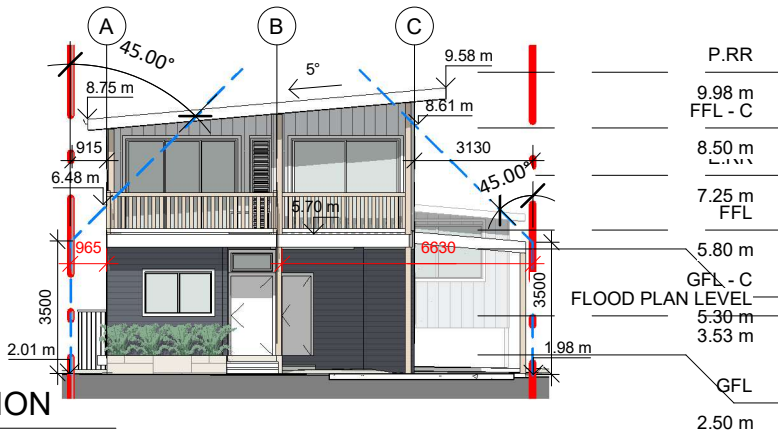 A
B
C
45.00°
9.58 m
P.RR
5°
8.75 m
9.98 m
8.61 m
FFL - C
915
3130
8.50 m
6.48 m
45.00°
7.25 m
5.70 m
FFL
965
6630
5.80 m
GFL - C
3500
3500
FLOOD PLAN LEVEL
5.30 m
3.53 m
2.01 m
1.98 m
GFL
ION
2.50 m